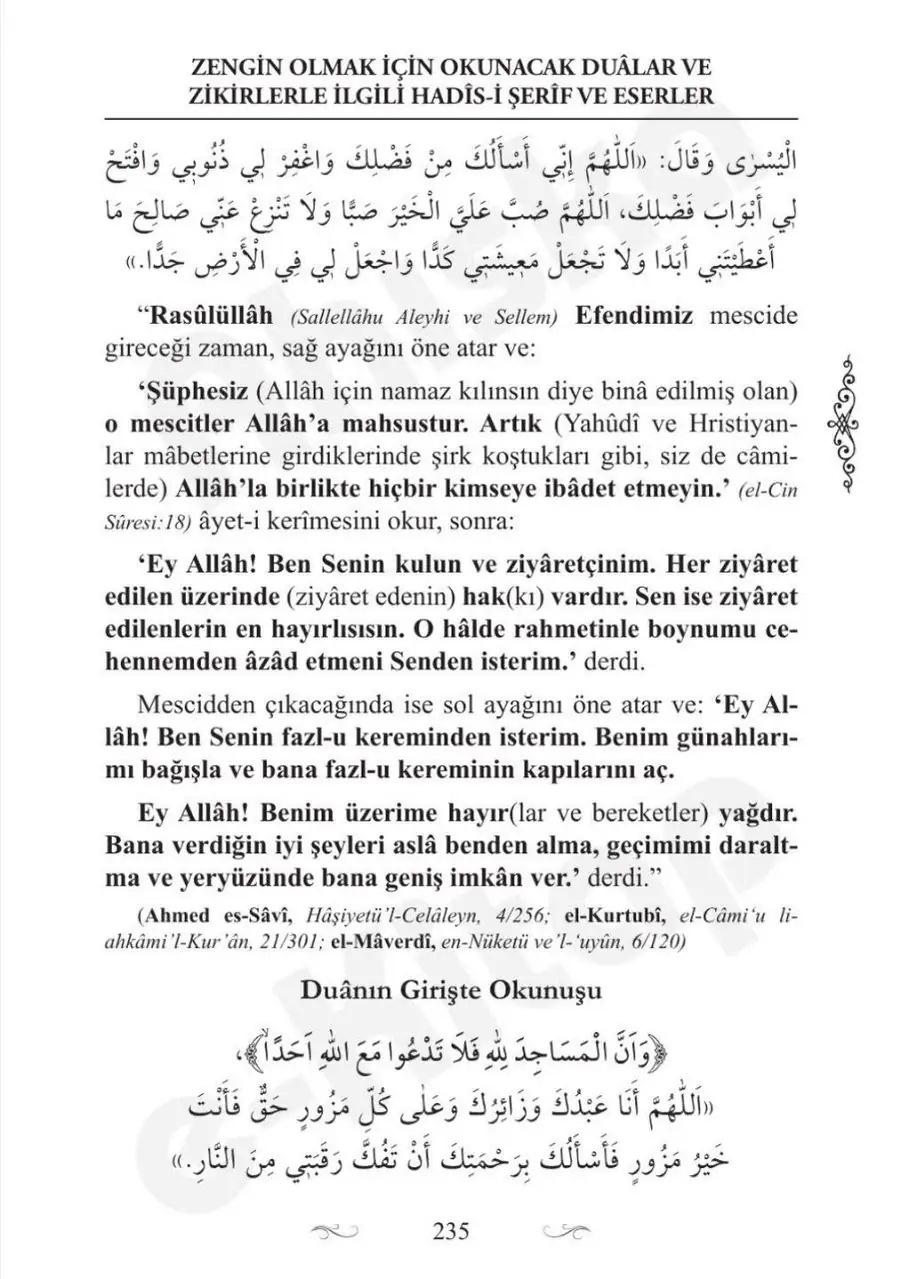 ZENGİN OLMAK İÇİN OKUNACAK DUÂLAR VE
ZİKİRLERLE İLGİLİ HADÎS-İ ŞERÎF VE ESERLER
الْيُسْرٰى وَقَالَ: «اَللّٰهُمَّ إِنِّي أَسْأَلُكَ مِنْ فَضْلِكَ وَاغْفِرْ لِي ذُنُوبِي وَافْتَحْ
لِي أَبْوَابَ فَضْلِكَ، اَللّٰهُمَّ صُبَّ عَلَيَّ الْخَيْرَ صَبًّا وَلَا تَنْزِعْ عَنِّي صَالِحَ مَا
أَعْطَيْتَنِي أَبَدًا وَلَا تَجْعَلْ مَعِيشَتِي كَدًّا وَاجْعَلْ لِي فِي الْأَرْضِ جَدًّا.»
“Rasûlüllâh (Sallellâhu Aleyhi ve Sellem) Efendimiz mescide
gireceği zaman, sağ ayağını öne atar ve:
‘Şüphesiz (Allâh için namaz kılınsın diye binâ edilmiş olan)
o mescitler Allâh’a mahsustur. Artık (Yahûdî ve Hristiyan-
lar mâbetlerine girdiklerinde şirk koştukları gibi, siz de câmi-
lerde) Allâh’la birlikte hiçbir kimseye ibâdet etmeyin.’ (el-Cin
Sûresi:18) âyet-i kerîmesini okur, sonra:
‘Ey Allâh! Ben Senin kulun ve ziyâretçinim. Her ziyâret
edilen üzerinde (ziyâret edenin) hak(kı) vardır. Sen ise ziyâret
edilenlerin en hayırlısısın. O hâlde rahmetinle boynumu ce-
hennemden âzâd etmeni Senden isterim.’ derdi.
Mescidden çıkacağında ise sol ayağını öne atar ve: ‘Ey Al-
lâh! Ben Senin fazl-u kereminden isterim. Benim günahları-
mı bağışla ve bana fazl-u kereminin kapılarını aç.
Ey Allâh! Benim üzerime hayır(lar ve bereketler) yağdır.
Bana verdiğin iyi şeyleri aslâ benden alma, geçimimi daralt-
ma ve yeryüzünde bana geniş imkân ver.’ derdi.”
(Ahmed es-Sâvî, Hâşiyetü’l-Celâleyn, 4/256; el-Kurtubî, el-Câmi‘u li-
ahkâmi’l-Kur’ân, 21/301; el-Mâverdî, en-Nüketü ve’l-‘uyûn, 6/120)
Duânın Girişte Okunuşu
﴿وَاَنَّ الْمَسَاجِدَ لِلّٰهِ فَلَا تَدْعُوا مَعَ اللّٰهِ اَحَدًاۙ﴾،
«اَللّٰهُمَّ أَنَا عَبْدُكَ وَزَائِرُكَ وَعَلٰى كُلِّ مَزُورٍ حَقٌّ فَأَنْتَ
خَيْرُ مَزُورٍ فَأَسْأَلُكَ بِرَحْمَتِكَ أَنْ تَفُكَّ رَقَبَتِي مِنَ النَّارِ.»
235